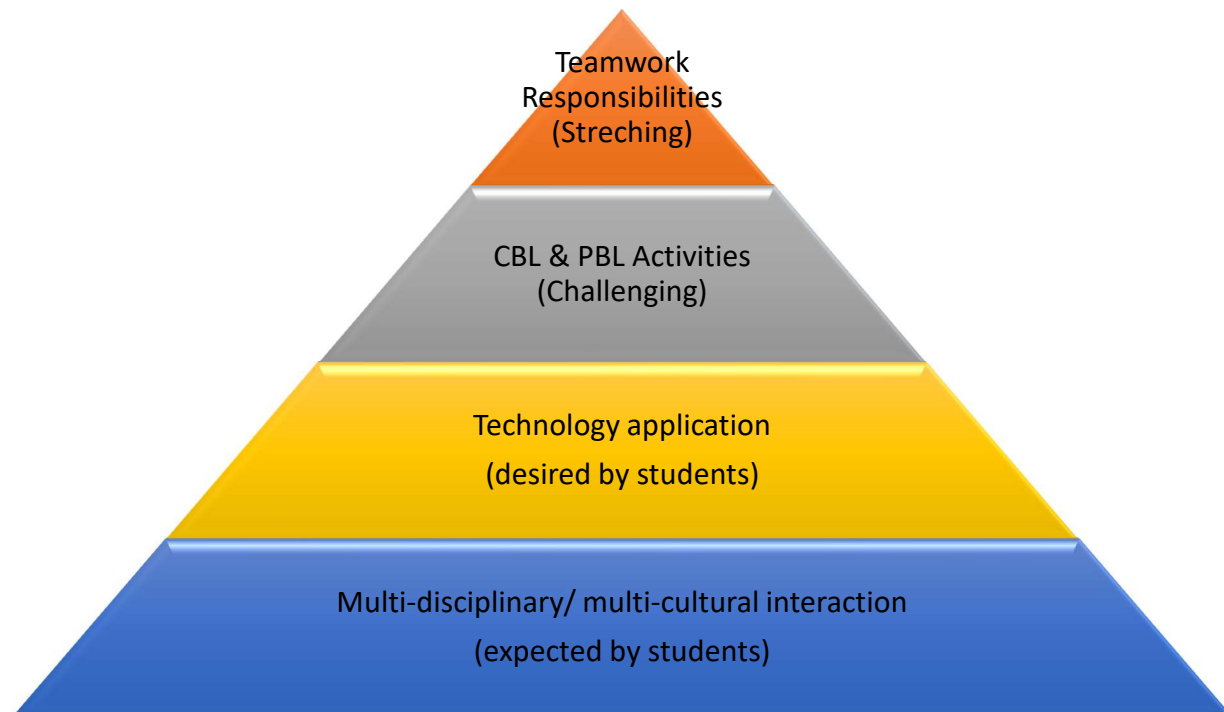 Teamwork
Responsibilities
(Streching)
CBL & PBL Activities
(Challenging)
Technology application
(desired by students)
Multi-disciplinary/ multi-cultural interaction
(expected by students)